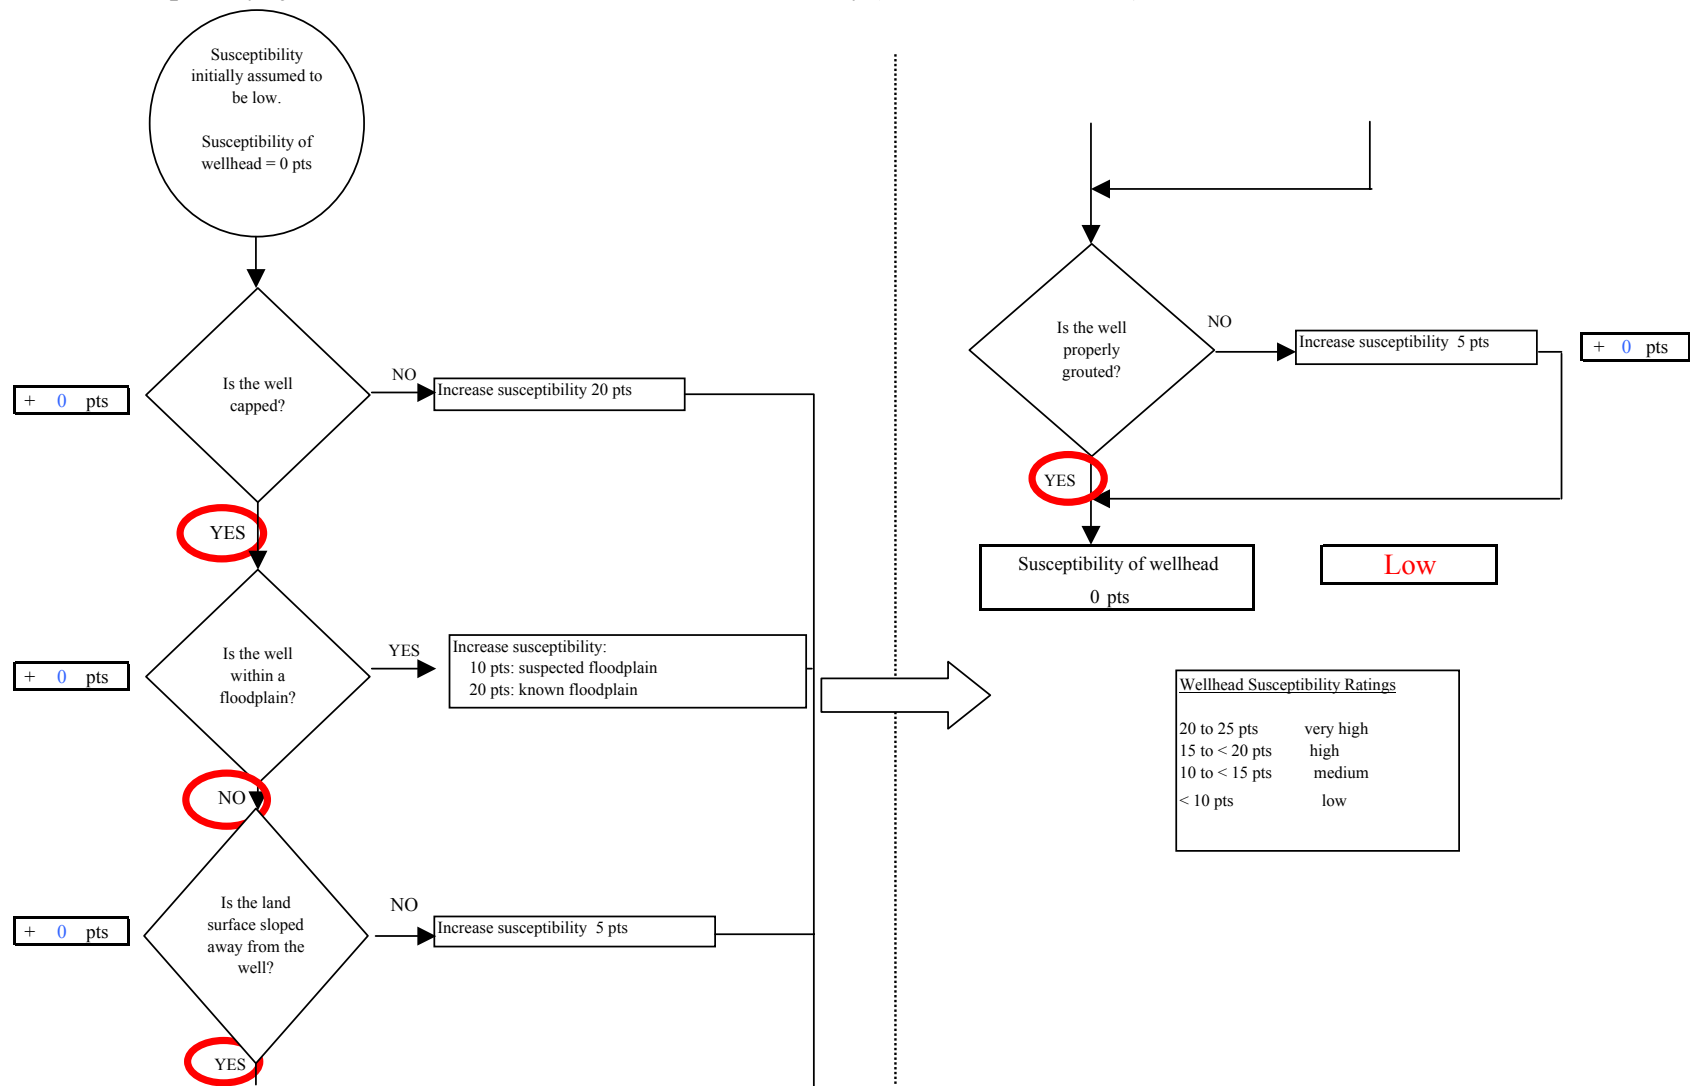 Susceptibility
initially assumed to
be low.
Susceptibility of
wellhead = 0 pts
Is the well
capped?
NO
Increase susceptibility 20 pts
+ 0 pts
YES
Is the well
within a
floodplain?
YES
Increase susceptibility:
10 pts: suspected floodplain
20 pts: known floodplain
+ 0 pts
NO
Is the land
surface sloped
away from the
well?
NO
Increase susceptibility 5 pts
+ 0 pts
YES
Is the well
properly
grouted?
NO
Increase susceptibility 5 pts
+ 0 pts
YES
Susceptibility of wellhead
0 pts
Low
Wellhead Susceptibility Ratings
20 to 25 pts very high
15 to < 20 pts high
10 to < 15 pts medium
< 10 pts low